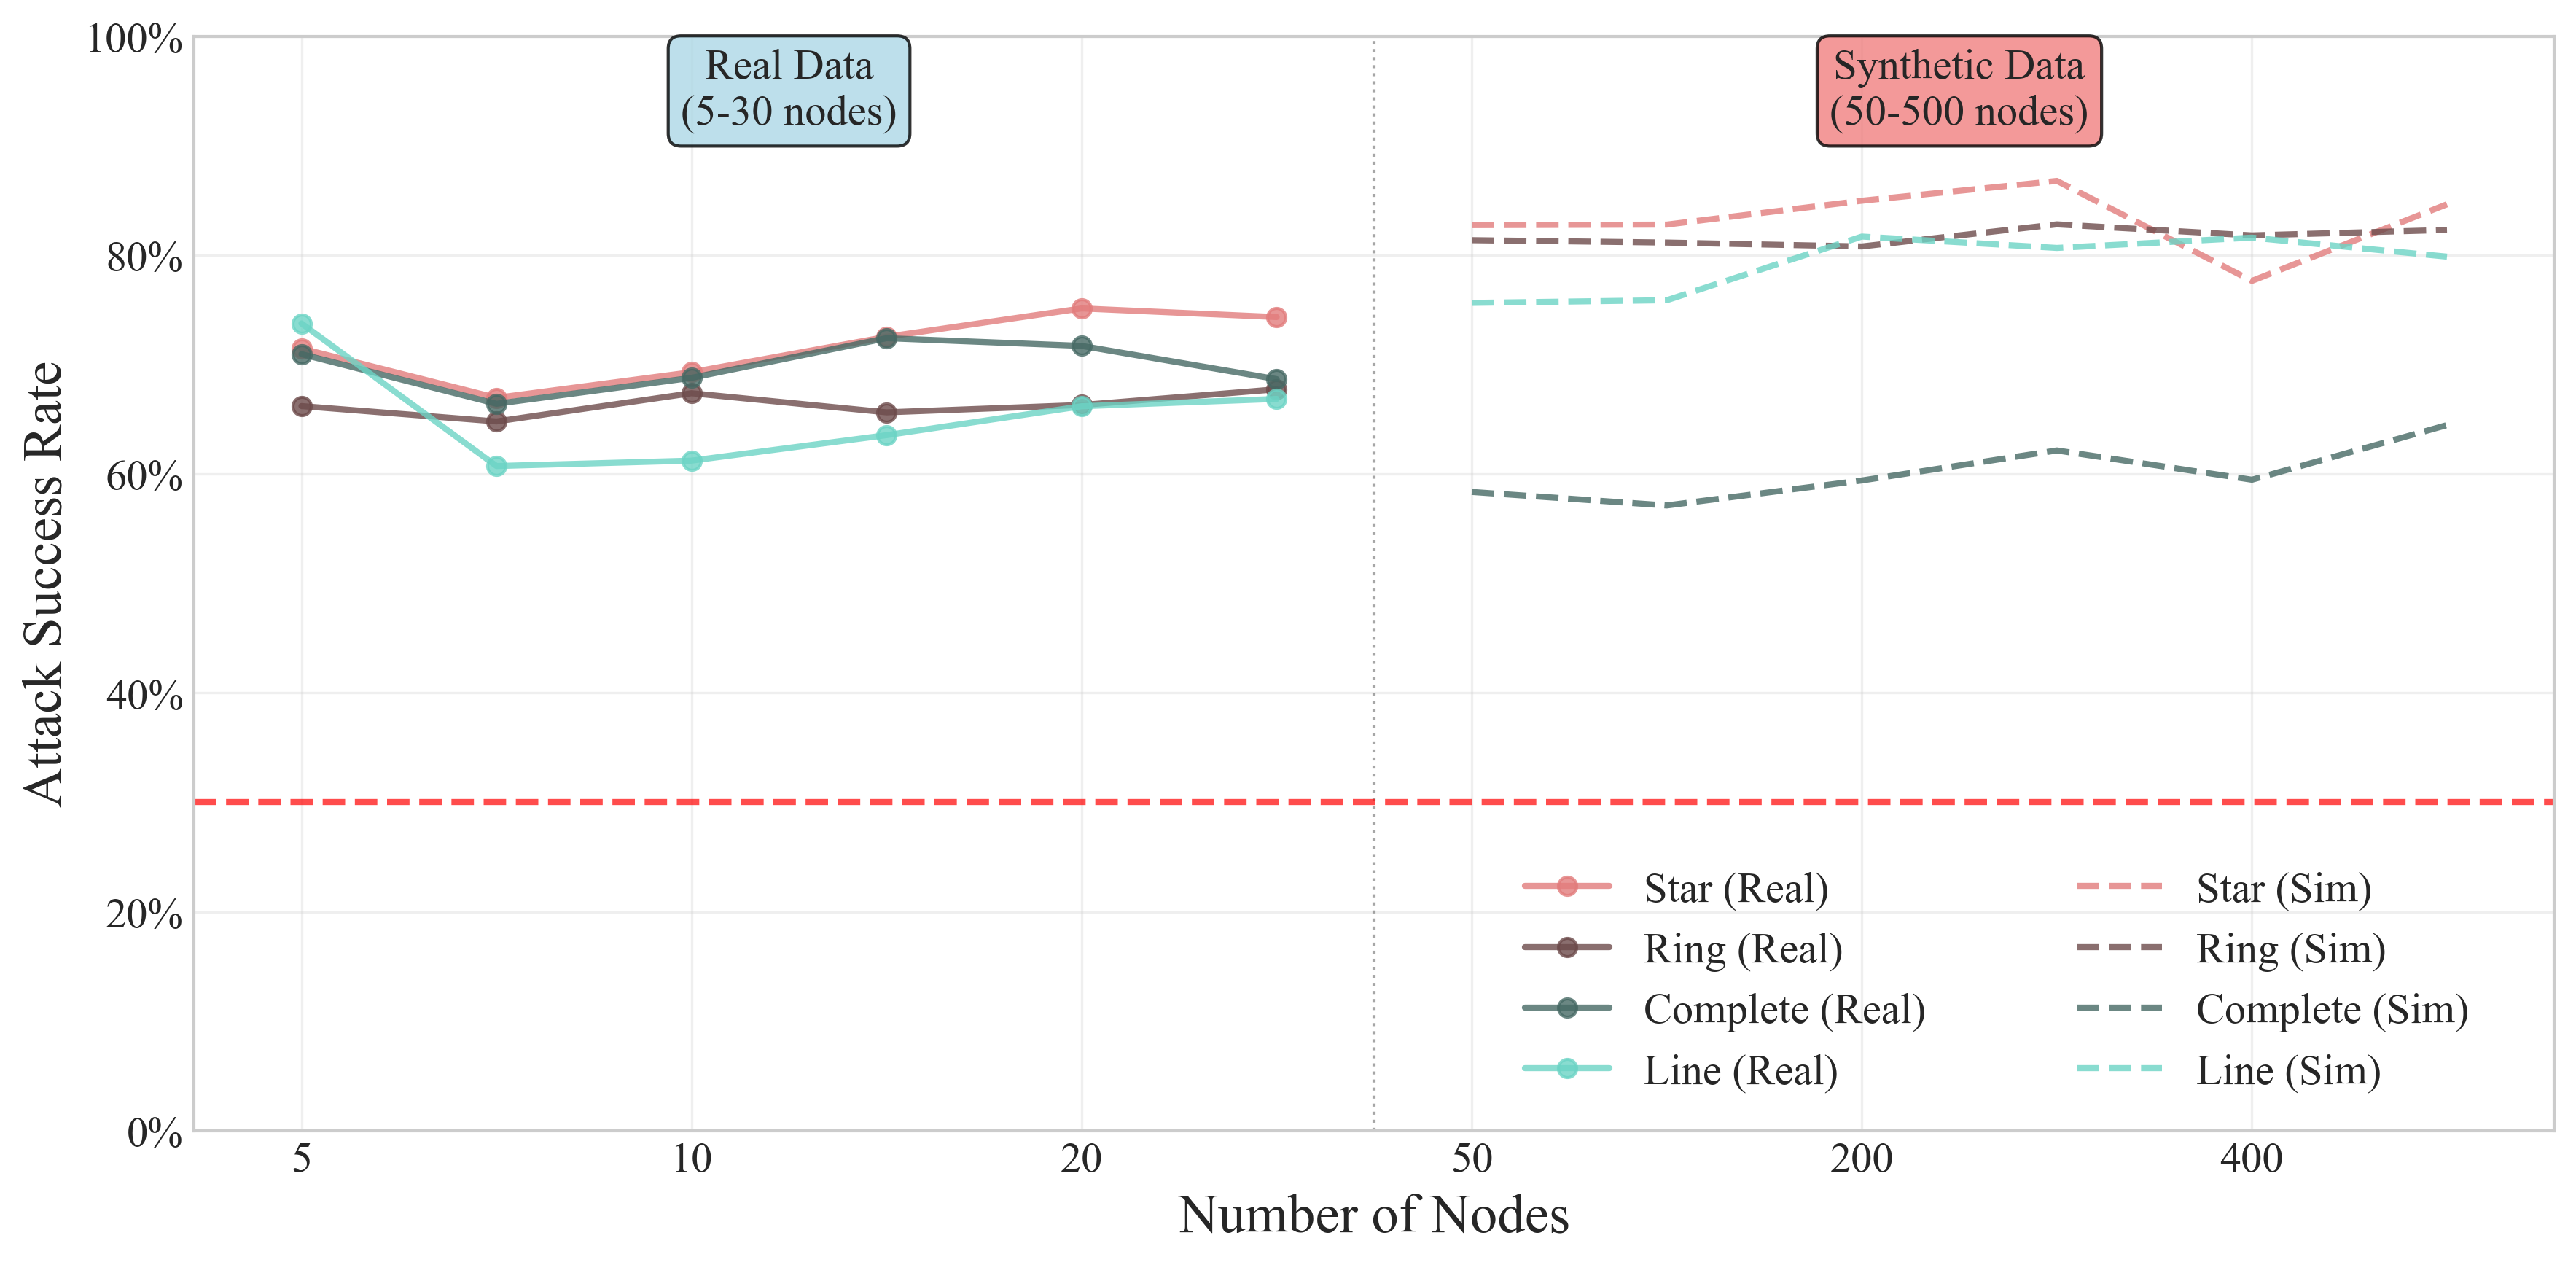 Real Data
(5-30 nodes)
Synthetic Data
(50-500 nodes)
100%
80%
60%
40%
20%
0%
Attack Success Rate
Star (Real)
Ring (Real)
Complete (Real)
Line (Real)
Star (Sim)
Ring (Sim)
Complete (Sim)
Line (Sim)
5
10
20
50
200
400
Number of Nodes